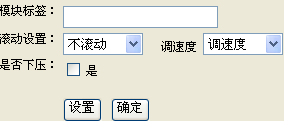 模块标签：
滚动设置： 不滚动 调速度 调速度
是否下压： 是
设置 确定